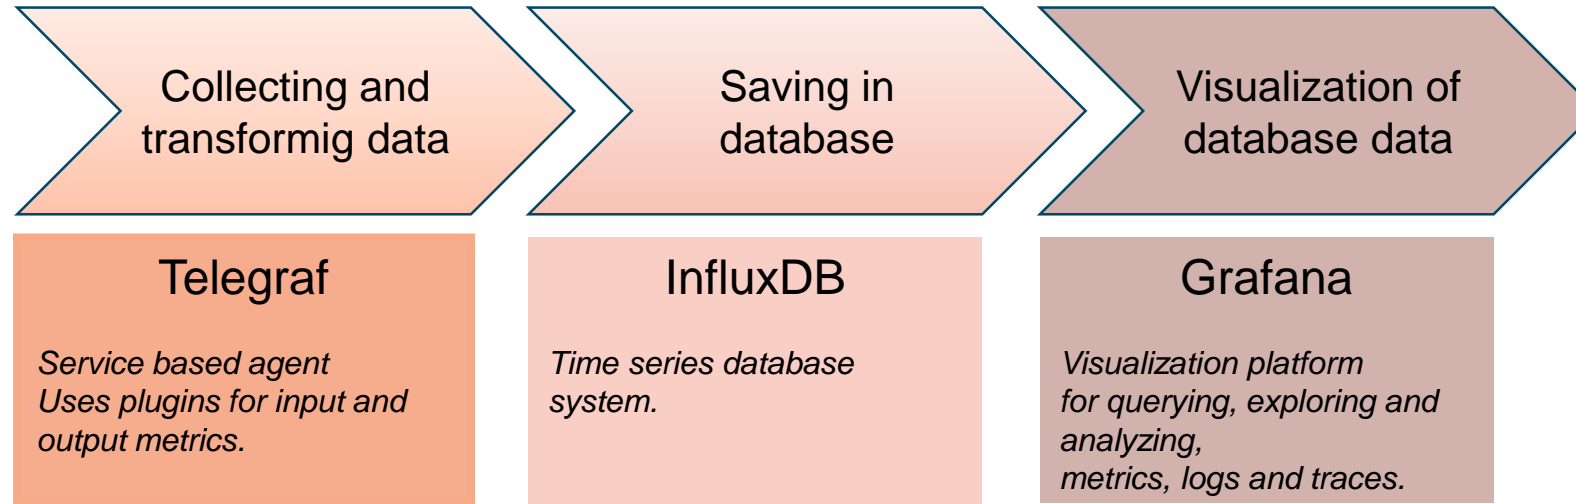 Collecting and
transformig data
Saving in
database
Visualization of
database data
Telegraf
Service based agent
Uses plugins for input and
output metrics.
InfluxDB
Time series database
system.
Grafana
Visualization platform
for querying, exploring and
analyzing,
metrics, logs and traces.